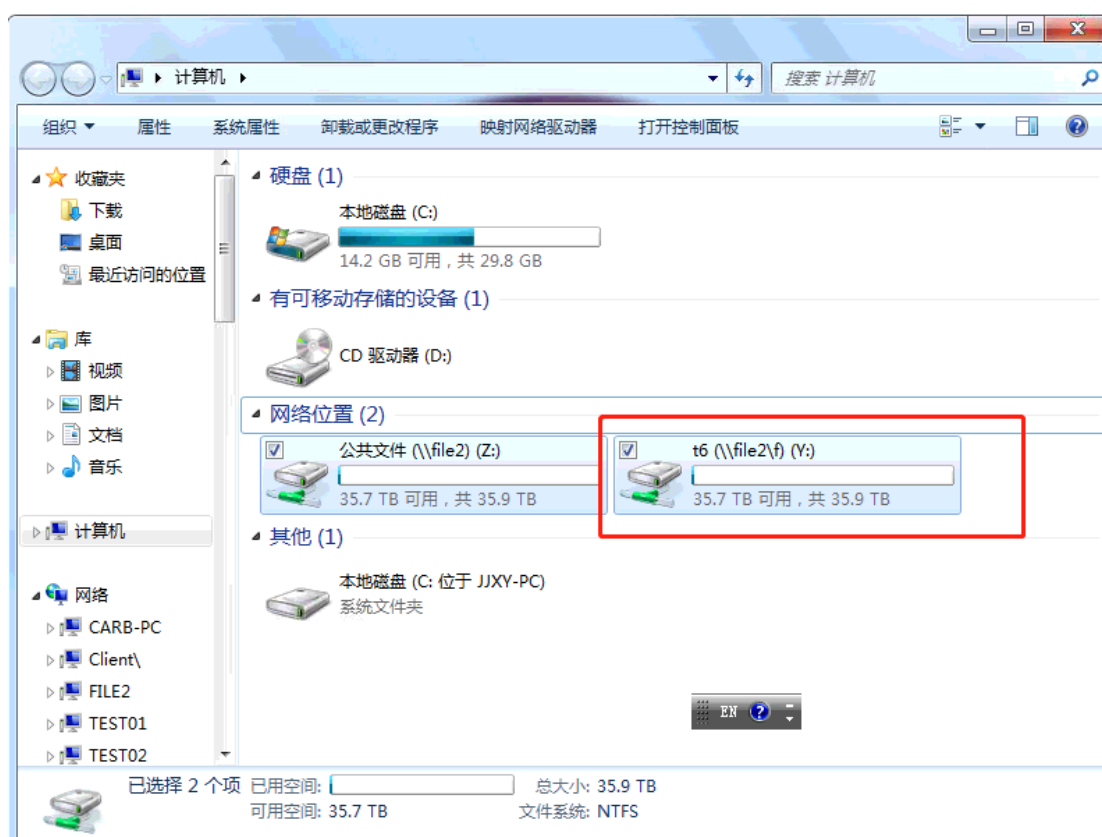 计算机
搜索 计算机
组织 属性 系统属性 卸载或更改程序 映射网络驱动器 打开控制面板
收藏夹
下载
桌面
最近访问的位置
库
视频
图片
文档
音乐
计算机
网络
CARB-PC
Client\
FILE2
TEST01
TEST02
硬盘 (1)
本地磁盘 (C:)
14.2 GB 可用，共 29.8 GB
有可移动存储的设备 (1)
CD 驱动器 (D:)
网络位置 (2)
公共文件 (\\file2) (Z:)
35.7 TB 可用，共 35.9 TB
t6 (\\file2\f) (Y:)
35.7 TB 可用，共 35.9 TB
其他 (1)
本地磁盘 (C: 位于 JJXY-PC)
系统文件夹
EN
已选择 2 个项 已用空间: 总大小: 35.9 TB
可用空间: 35.7 TB 文件系统: NTFS